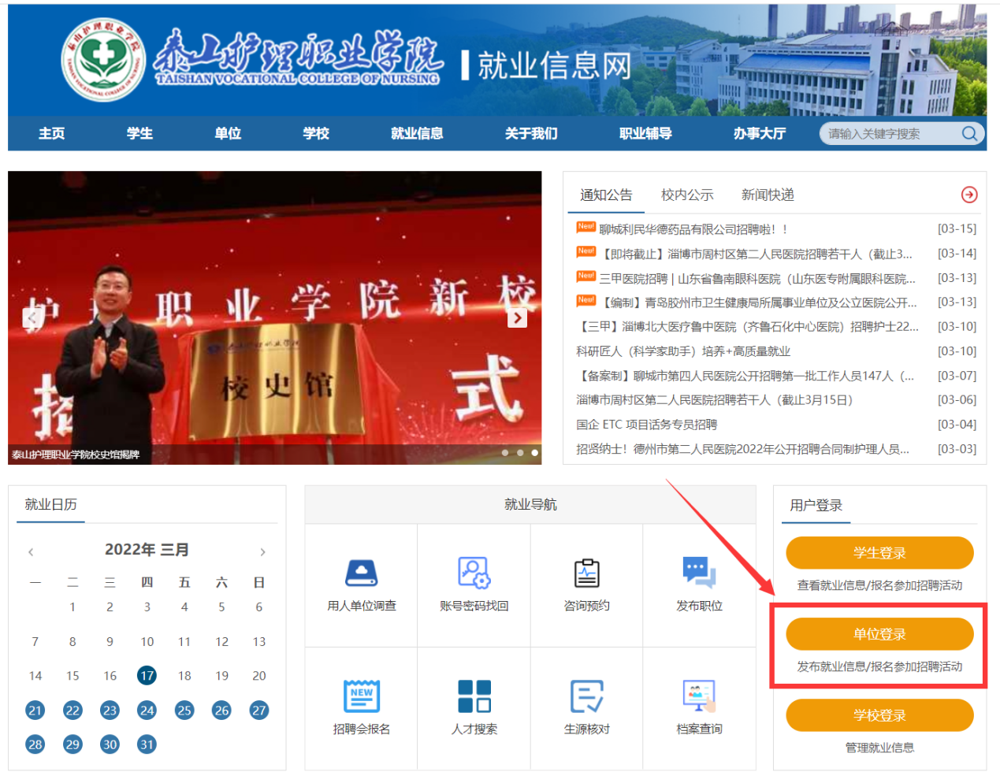 泰山护理职业学院
TAISHAN VOCATIONAL COLLEGE OF NURSING
就业信息网
主页 学生 单位 学校 就业信息 关于我们 职业辅导 办事大厅 请输入关键字搜索
护 职业学院新校
校史馆
招 式
泰山护理职业学院校史馆揭牌
通知公告 校内公示 新闻快递
New! 聊城利民华德药品有限公司招聘啦！！ [03-15]
New! 【即将截止】淄博市周村区第二人民医院招聘若干人（截止3... [03-14]
New! 三甲医院招聘 | 山东省鲁南眼科医院（山东医专附属眼科医院... [03-13]
New! 【编制】青岛胶州市卫生健康局所属事业单位及公立医院公开... [03-13]
【三甲】淄博北大医疗鲁中医院（齐鲁石化中心医院）招聘护士22... [03-10]
科研匠人（科学家助手）培养+高质量就业 [03-10]
【备案制】聊城市第四人民医院公开招聘第一批工作人员147人（... [03-07]
淄博市周村区第二人民医院招聘若干人（截止3月15日） [03-06]
国企 ETC 项目话务专员招聘 [03-04]
招贤纳士！德州市第二人民医院2022年公开招聘合同制护理人员... [03-03]
就业日历
2022年 三月
一 二 三 四 五 六 日
1 2 3 4 5 6
7 8 9 10 11 12 13
14 15 16 17 18 19 20
21 22 23 24 25 26 27
28 29 30 31
就业导航
用人单位调查 账号密码找回 咨询预约 发布职位
NEW
招聘会报名 人才搜索 生源核对 档案查询
用户登录
学生登录
查看就业信息/报名参加招聘活动
单位登录
发布就业信息/报名参加招聘活动
学校登录
管理就业信息